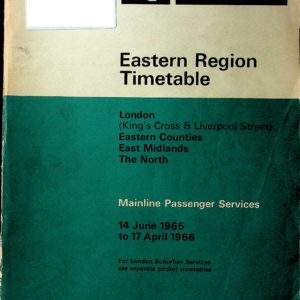 Eastern Region
Timetable
London
(King's Cross & Liverpool Street)
Eastern Counties
East Midlands
The North
Mainline Passenger Services
14 June 1965
to 17 April 1966
For London Suburban Services
see separate pocket timetables